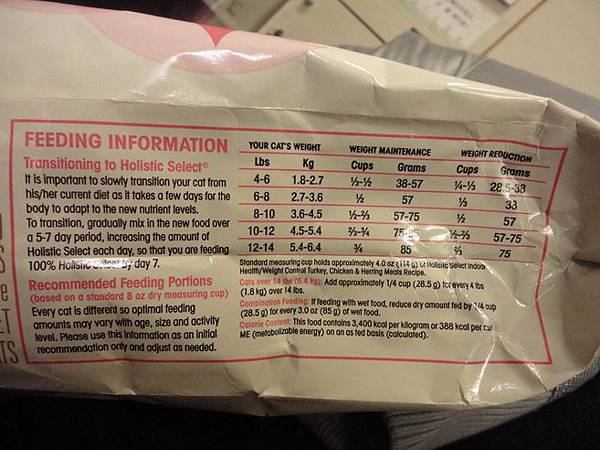 FEEDING INFORMATION
Transitioning to Holistic Select®
It is important to slowly transition your cat from
his/her current diet as it takes a few days for the
body to adapt to the new nutrient levels.
To transition, gradually mix in the new food over
a 5-7 day period, increasing the amount of
Holistic Select each day, so that you are feeding
100% Holistic Select by day 7.
Recommended Feeding Portions
(based on a standard 8 oz dry measuring cup)
Every cat is different so optimal feeding
amounts may vary with age, size and activity
level. Please use this information as an initial
recommendation only and adjust as needed.
YOUR CAT'S WEIGHT WEIGHT MAINTENANCE WEIGHT REDUCTION
Lbs Kg Cups Grams Cups Grams
4-6 1.8-2.7 ⅓-½ 38-57 ¼-⅓ 28.5-38
6-8 2.7-3.6 ½ 57 ⅓ 38
8-10 3.6-4.5 ½-⅔ 57-75 ½ 57
10-12 4.5-5.4 ⅔-¾ 75-85 ½-⅔ 57-75
12-14 5.4-6.4 ¾ 85 ⅔ 75
Standard measuring cup holds approximately 4.0 oz (114 g) of Holistic Select Indoor
Health/Weight Control Turkey, Chicken & Herring Meals Recipe.
Cats over 14 lbs (6.4 kg): Add approximately 1/4 cup (28.5 g) for every 4 lbs
(1.8 kg) over 14 lbs.
Combination Feeding: If feeding with wet food, reduce dry amount fed by 1/4 cup
(28.5 g) for every 3.0 oz (85 g) of wet food.
Calorie Content: This food contains 3,400 kcal per kilogram or 388 kcal per cup
ME (metabolizable energy) on an as fed basis (calculated).